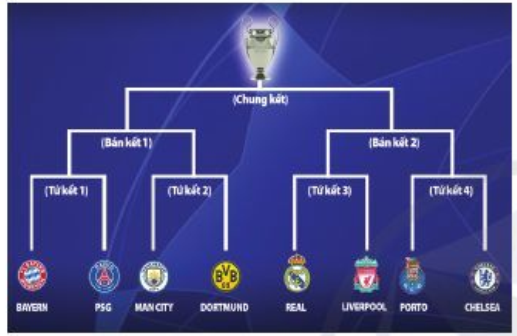 (Chung kết)
(Bán kết 1) (Bán kết 2)
(Tứ kết 1) (Tứ kết 2) (Tứ kết 3) (Tứ kết 4)
BVB
BAYERN PSG MAN CITY DORTMUND REAL LIVERPOOL PORTO CHELSEA